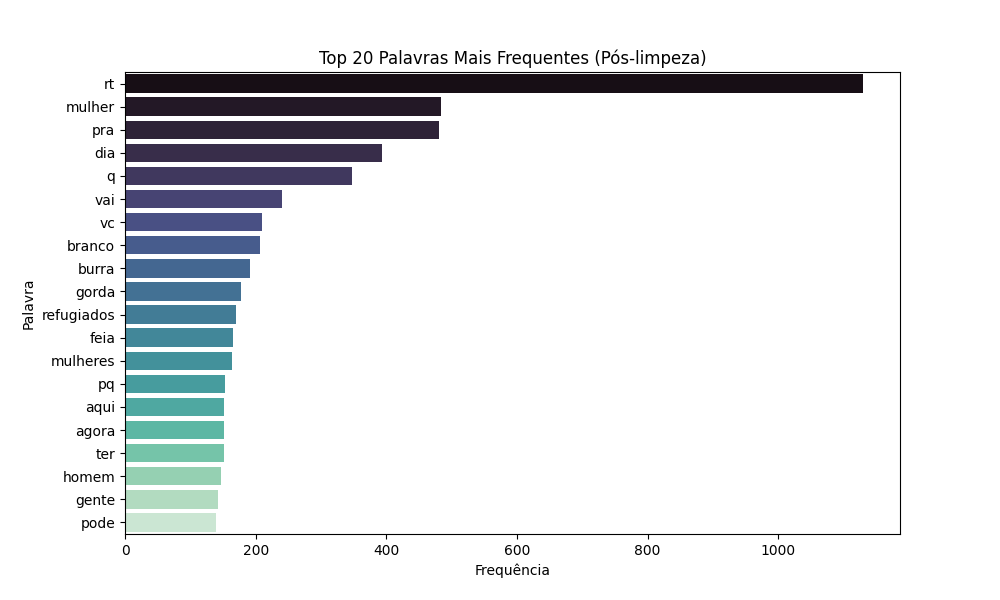 Top 20 Palavras Mais Frequentes (Pós-limpeza)
Palavra
rt
mulher
pra
dia
q
vai
vc
branco
burra
gorda
refugiados
feia
mulheres
pq
aqui
agora
ter
homem
gente
pode
0 200 400 600 800 1000
Frequência